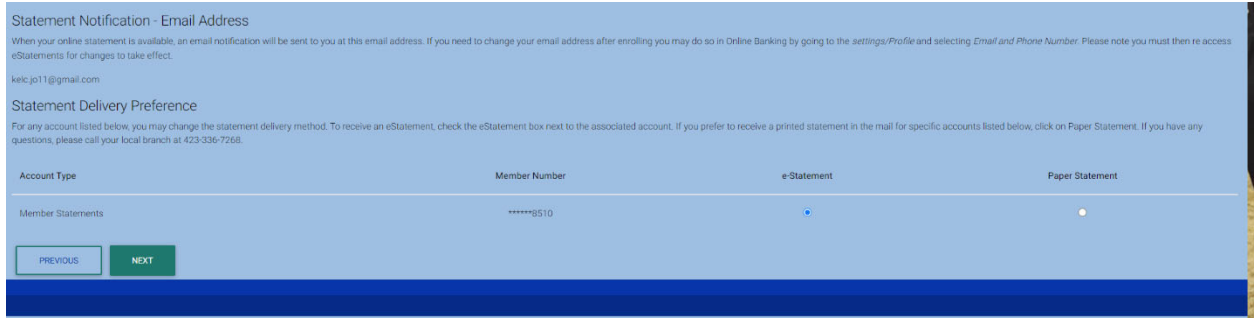 Statement Notification - Email Address
When your online statement is available, an email notification will be sent to you at this email address. If you need to change your email address after enrolling you may do so in Online Banking by going to the settings/Profile and selecting Email and Phone Number. Please note you must then re access
eStatements for changes to take effect.
kelc.jo11@gmail.com
Statement Delivery Preference
For any account listed below, you may change the statement delivery method. To receive an eStatement, check the eStatement box next to the associated account. If you prefer to receive a printed statement in the mail for specific accounts listed below, click on Paper Statement. If you have any
questions, please call your local branch at 423-336-7268.
Account Type Member Number e-Statement Paper Statement
Member Statements ******8510
PREVIOUS NEXT